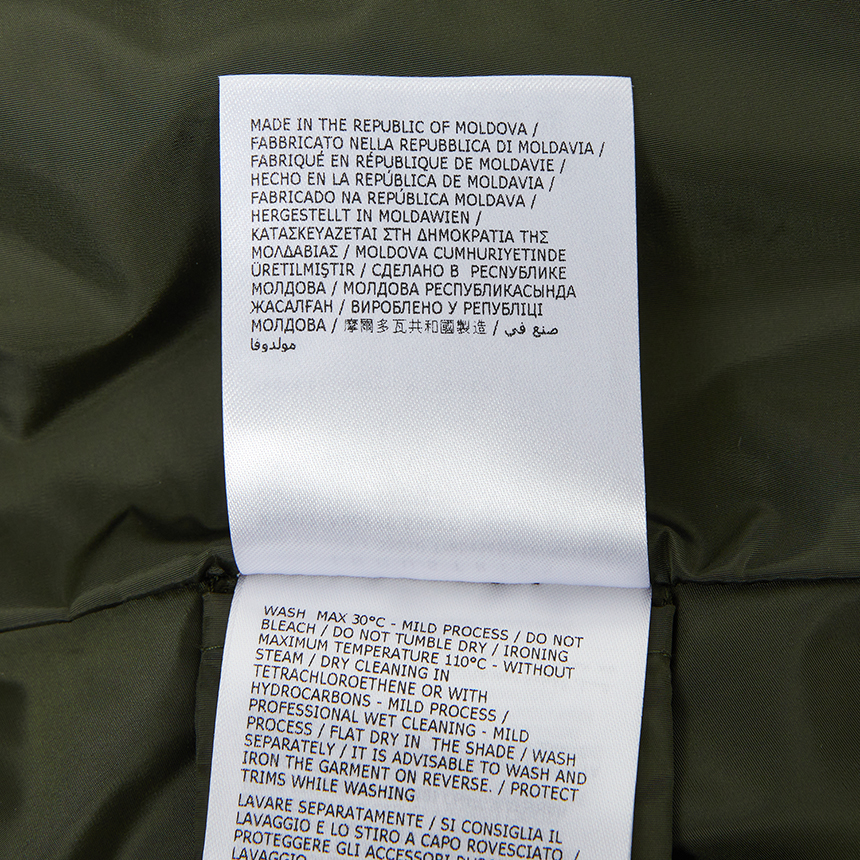 MADE IN THE REPUBLIC OF MOLDOVA /
FABBRICATO NELLA REPUBBLICA DI MOLDAVIA /
FABRIQUÉ EN RÉPUBLIQUE DE MOLDAVIE /
HECHO EN LA REPÚBLICA DE MOLDAVIA /
FABRICADO NA REPÚBLICA MOLDAVA /
HERGESTELLT IN MOLDAWIEN /
ΚΑΤΑΣΚΕΥΑΖΕΤΑΙ ΣΤΗ ΔΗΜΟΚΡΑΤΙΑ ΤΗΣ
ΜΟΛΔΑΒΙΑΣ / MOLDOVA CUMHURIYETINDE
ÜRETILMIŞTIR / СДЕЛАНО В РЕСПУБЛИКЕ
МОЛДОВА / МОЛДОВА РЕСПУБЛИКАСЫНДА
ЖАСАЛҒАН / ВИРОБЛЕНО У РЕПУБЛІЦІ
МОЛДОВА / 摩爾多瓦共和國製造 / صنع في
مولدوفا
WASH MAX 30°C - MILD PROCESS / DO NOT
BLEACH / DO NOT TUMBLE DRY / IRONING
MAXIMUM TEMPERATURE 110°C - WITHOUT
STEAM / DRY CLEANING IN
TETRACHLOROETHENE OR WITH
HYDROCARBONS - MILD PROCESS /
PROFESSIONAL WET CLEANING - MILD
PROCESS / FLAT DRY IN THE SHADE / WASH
SEPARATELY / IT IS ADVISABLE TO WASH AND
IRON THE GARMENT ON REVERSE. / PROTECT
TRIMS WHILE WASHING
LAVARE SEPARATAMENTE / SI CONSIGLIA IL
LAVAGGIO E LO STIRO A CAPO ROVESCIATO /
PROTEGGERE GLI ACCESSORI
LAVAGGIO